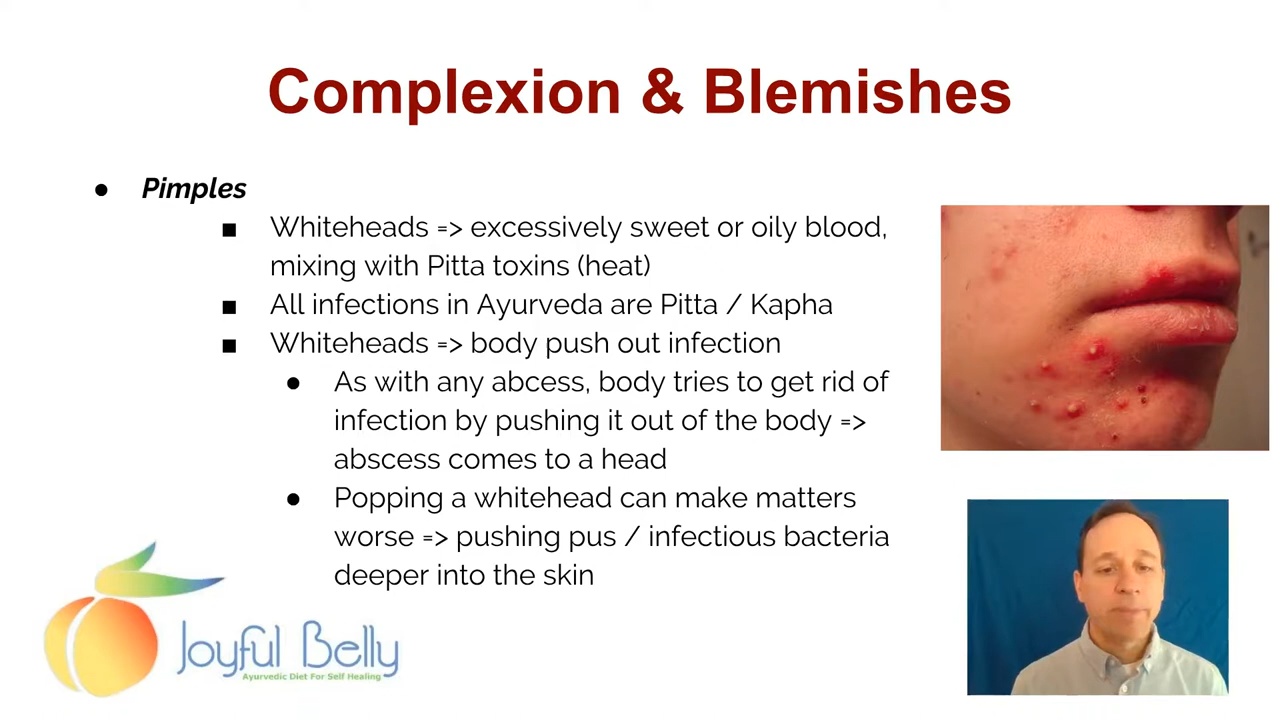 Complexion & Blemishes
● Pimples
■ Whiteheads => excessively sweet or oily blood,
mixing with Pitta toxins (heat)
■ All infections in Ayurveda are Pitta / Kapha
■ Whiteheads => body push out infection
● As with any abcess, body tries to get rid of
infection by pushing it out of the body =>
abscess comes to a head
● Popping a whitehead can make matters
worse => pushing pus / infectious bacteria
deeper into the skin
Joyful Belly
Ayurvedic Diet For Self Healing